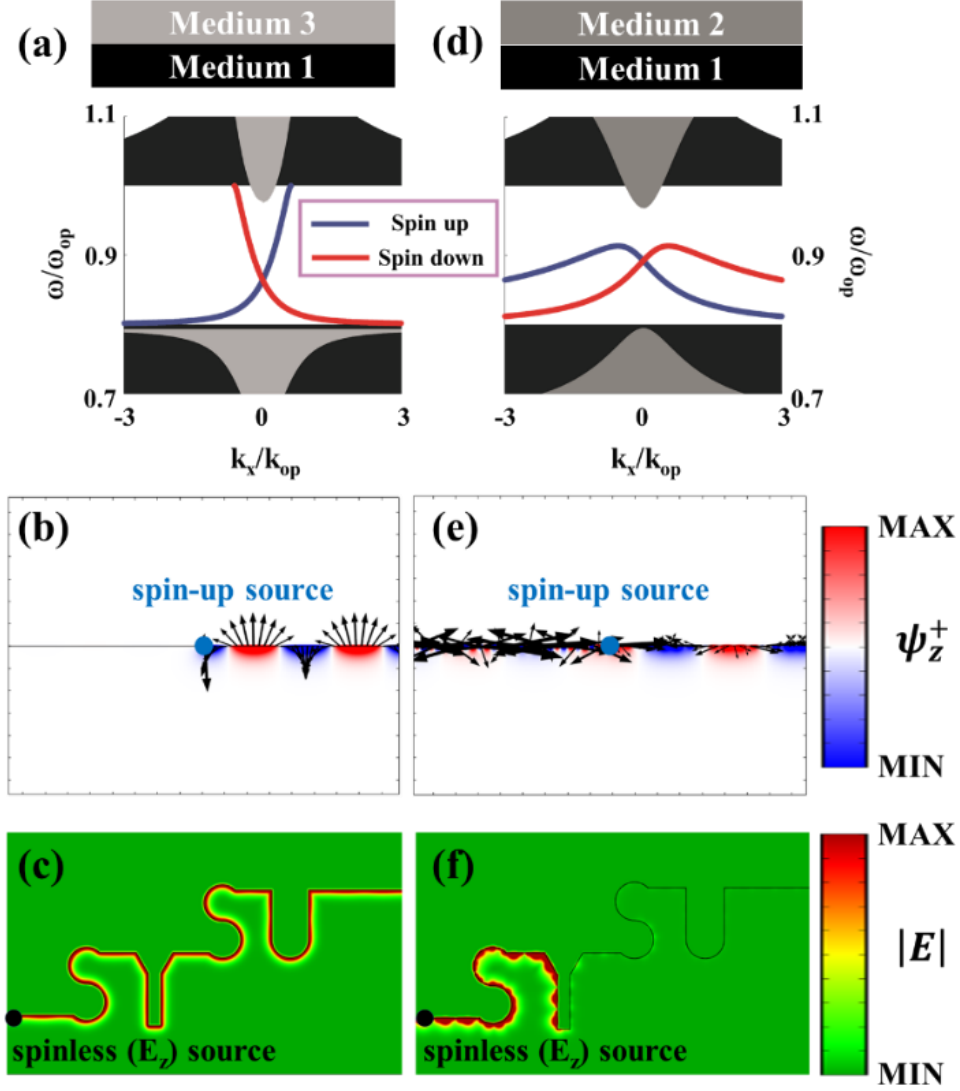 (a)
Medium 3
Medium 1
(d)
Medium 2
Medium 1
1.1
0.9
0.7
ω/ω_op
-3
0
3
k_x/k_op
Spin up
Spin down
1.1
0.9
0.7
ω/ω_op
-3
0
3
k_x/k_op
(b)
spin-up source
(e)
spin-up source
MAX
ψ_z^+
MIN
(c)
spinless (E_z) source
(f)
spinless (E_z) source
MAX
|E|
MIN